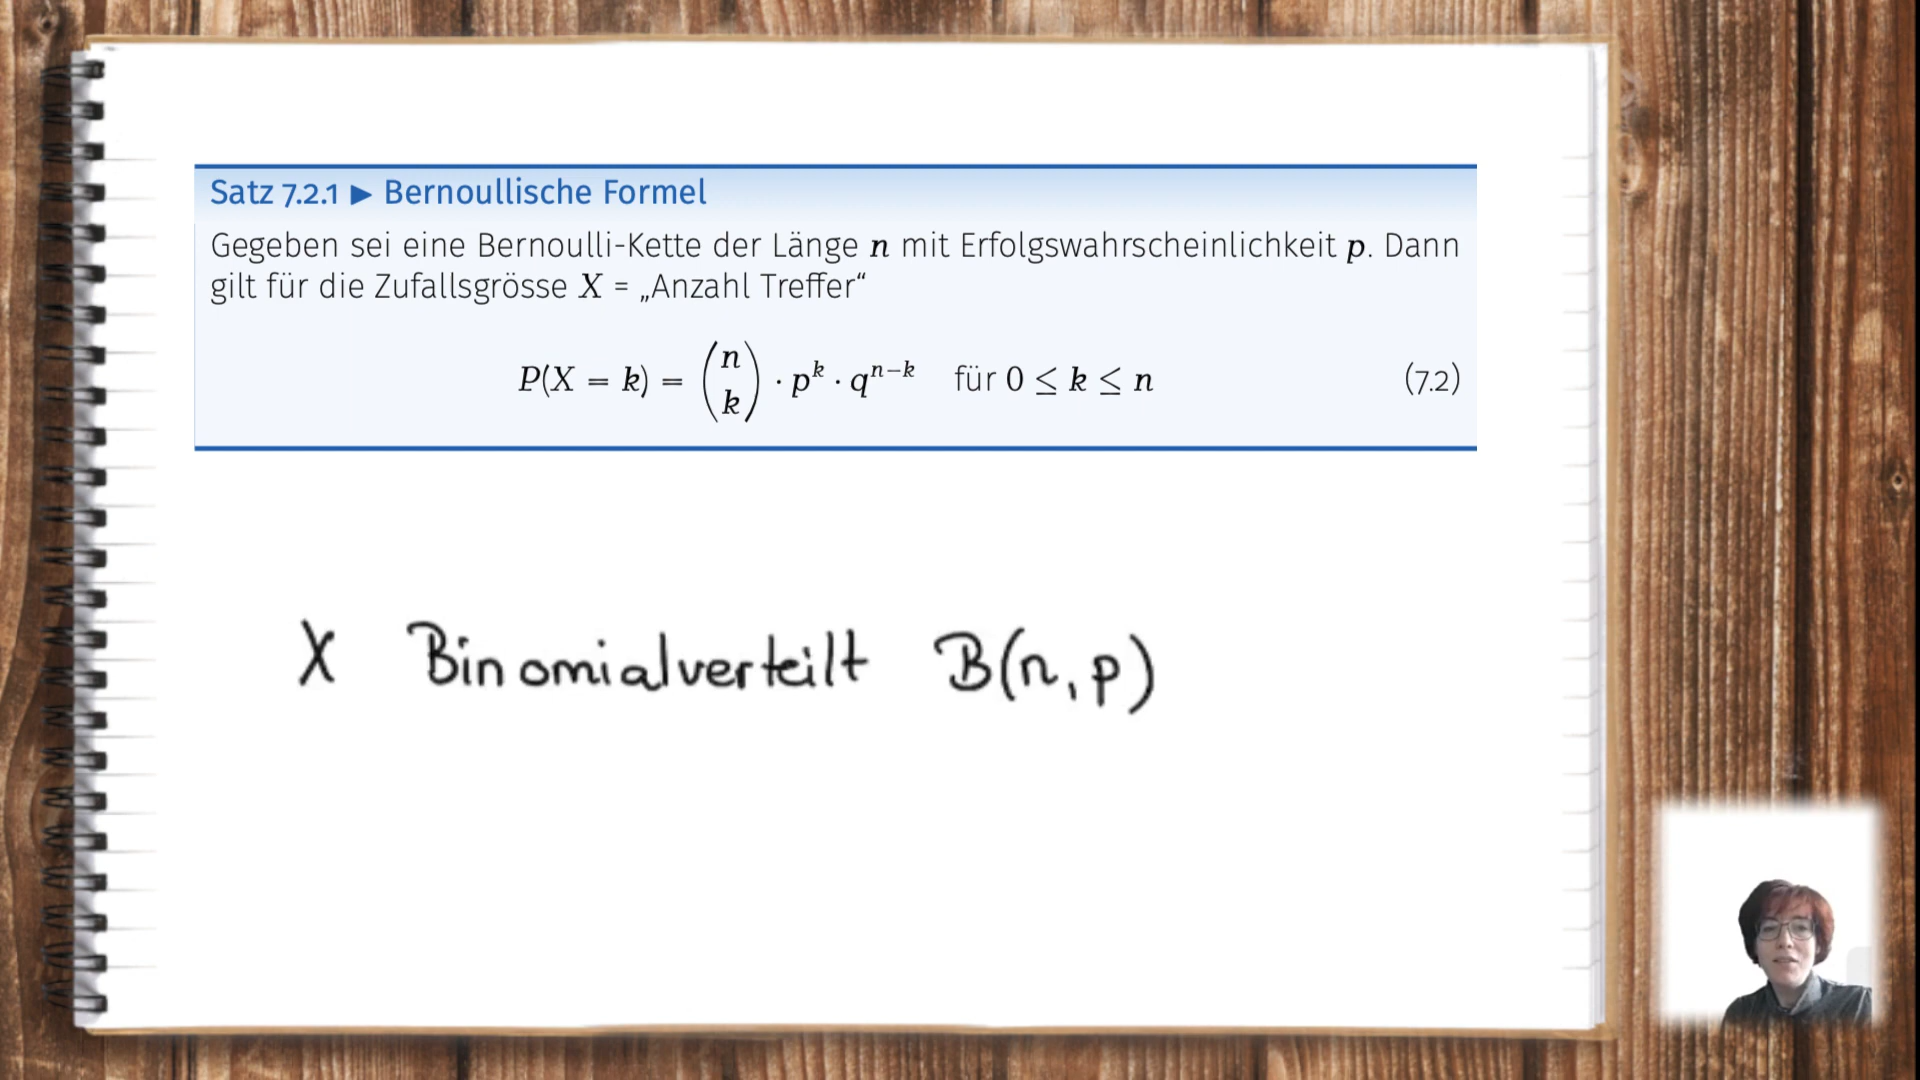 Satz 7.2.1 ▶ Bernoullische Formel
Gegeben sei eine Bernoulli-Kette der Länge n mit Erfolgswahrscheinlichkeit p. Dann
gilt für die Zufallsgrösse X = „Anzahl Treffer“
P(X = k) = (n k) · p^k · q^{n−k} für 0 ≤ k ≤ n (7.2)
X Binomialverteilt B(n, p)